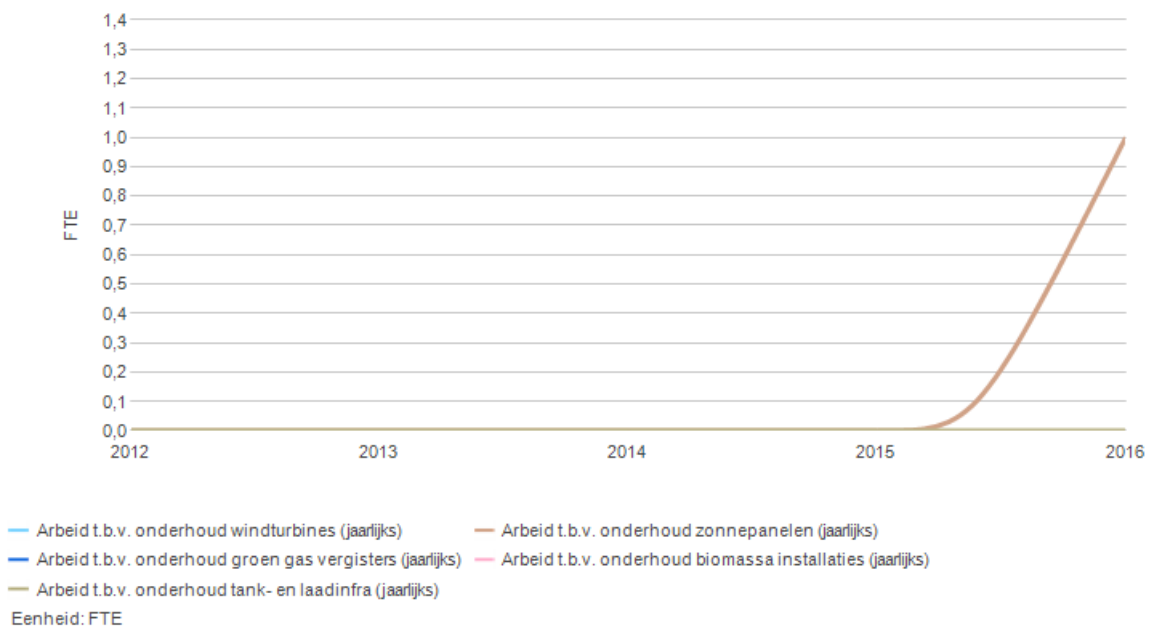 1,4
1,3
1,2
1,1
1,0
0,9
0,8
0,7
0,6
0,5
0,4
0,3
0,2
0,1
0,0
FTE
2012 2013 2014 2015 2016
Arbeid t.b.v. onderhoud windturbines (jaarlijks) Arbeid t.b.v. onderhoud zonnepanelen (jaarlijks)
Arbeid t.b.v. onderhoud groen gas vergisters (jaarlijks) Arbeid t.b.v. onderhoud biomassa installaties (jaarlijks)
Arbeid t.b.v. onderhoud tank- en laadinfra (jaarlijks)
Eenheid: FTE